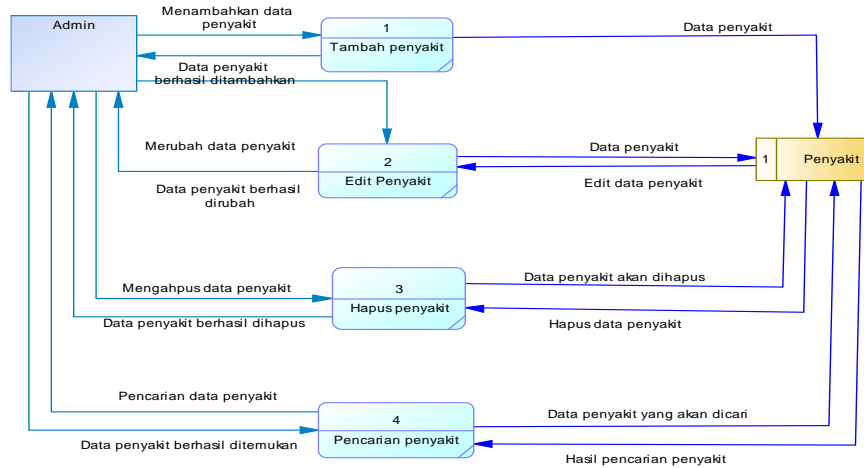 Admin
Menambahkan data
penyakit
1
Tambah penyakit
Data penyakit
Data penyakit
berhasil ditambahkan
Merubah data penyakit
2
Edit Penyakit
Data penyakit
1
Penyakit
Edit data penyakit
Data penyakit berhasil
dirubah
Mengahpus data penyakit
3
Hapus penyakit
Data penyakit akan dihapus
Data penyakit berhasil dihapus
Hapus data penyakit
Pencarian data penyakit
4
Pencarian penyakit
Data penyakit yang akan dicari
Data penyakit berhasil ditemukan
Hasil pencarian penyakit